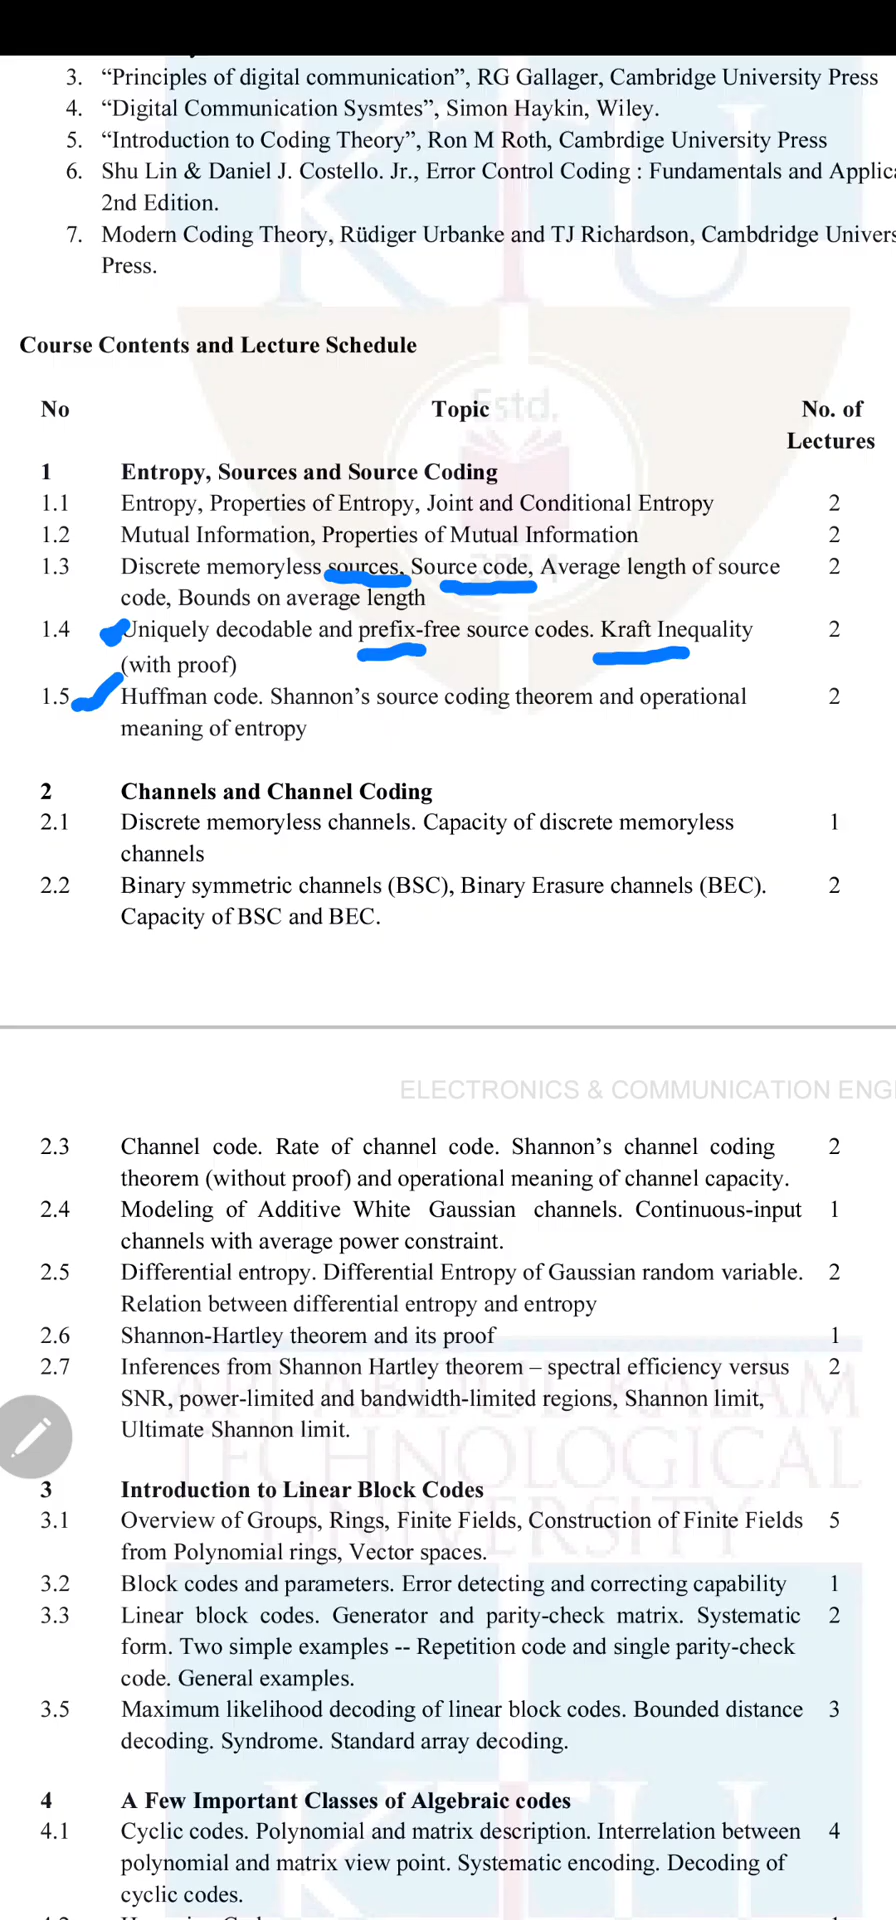 3. “Principles of digital communication”, RG Gallager, Cambridge University Press
4. “Digital Communication Sysmtes”, Simon Haykin, Wiley.
5. “Introduction to Coding Theory”, Ron M Roth, Cambrdige University Press
6. Shu Lin & Daniel J. Costello. Jr., Error Control Coding : Fundamentals and Applic
2nd Edition.
7. Modern Coding Theory, Rüdiger Urbanke and TJ Richardson, Cambdridge Univers
Press.
KTU
Course Contents and Lecture Schedule
Estd.
2014
No Topic No. of
Lectures
1 Entropy, Sources and Source Coding
1.1 Entropy, Properties of Entropy, Joint and Conditional Entropy 2
1.2 Mutual Information, Properties of Mutual Information 2
1.3 Discrete memoryless sources, Source code, Average length of source 2
code, Bounds on average length
1.4 Uniquely decodable and prefix-free source codes. Kraft Inequality 2
(with proof)
1.5 Huffman code. Shannon’s source coding theorem and operational 2
meaning of entropy
2 Channels and Channel Coding
2.1 Discrete memoryless channels. Capacity of discrete memoryless 1
channels
2.2 Binary symmetric channels (BSC), Binary Erasure channels (BEC). 2
Capacity of BSC and BEC.
ELECTRONICS & COMMUNICATION ENG
2.3 Channel code. Rate of channel code. Shannon’s channel coding 2
theorem (without proof) and operational meaning of channel capacity.
2.4 Modeling of Additive White Gaussian channels. Continuous-input 1
channels with average power constraint.
2.5 Differential entropy. Differential Entropy of Gaussian random variable. 2
Relation between differential entropy and entropy
2.6 Shannon-Hartley theorem and its proof 1
2.7 Inferences from Shannon Hartley theorem – spectral efficiency versus 2
SNR, power-limited and bandwidth-limited regions, Shannon limit,
Ultimate Shannon limit.
API ABDUL KALAM
TECHNOLOGICAL
UNIVERSITY
3 Introduction to Linear Block Codes
3.1 Overview of Groups, Rings, Finite Fields, Construction of Finite Fields 5
from Polynomial rings, Vector spaces.
3.2 Block codes and parameters. Error detecting and correcting capability 1
3.3 Linear block codes. Generator and parity-check matrix. Systematic 2
form. Two simple examples -- Repetition code and single parity-check
code. General examples.
3.5 Maximum likelihood decoding of linear block codes. Bounded distance 3
decoding. Syndrome. Standard array decoding.
KTU
4 A Few Important Classes of Algebraic codes
4.1 Cyclic codes. Polynomial and matrix description. Interrelation between 4
polynomial and matrix view point. Systematic encoding. Decoding of
cyclic codes.